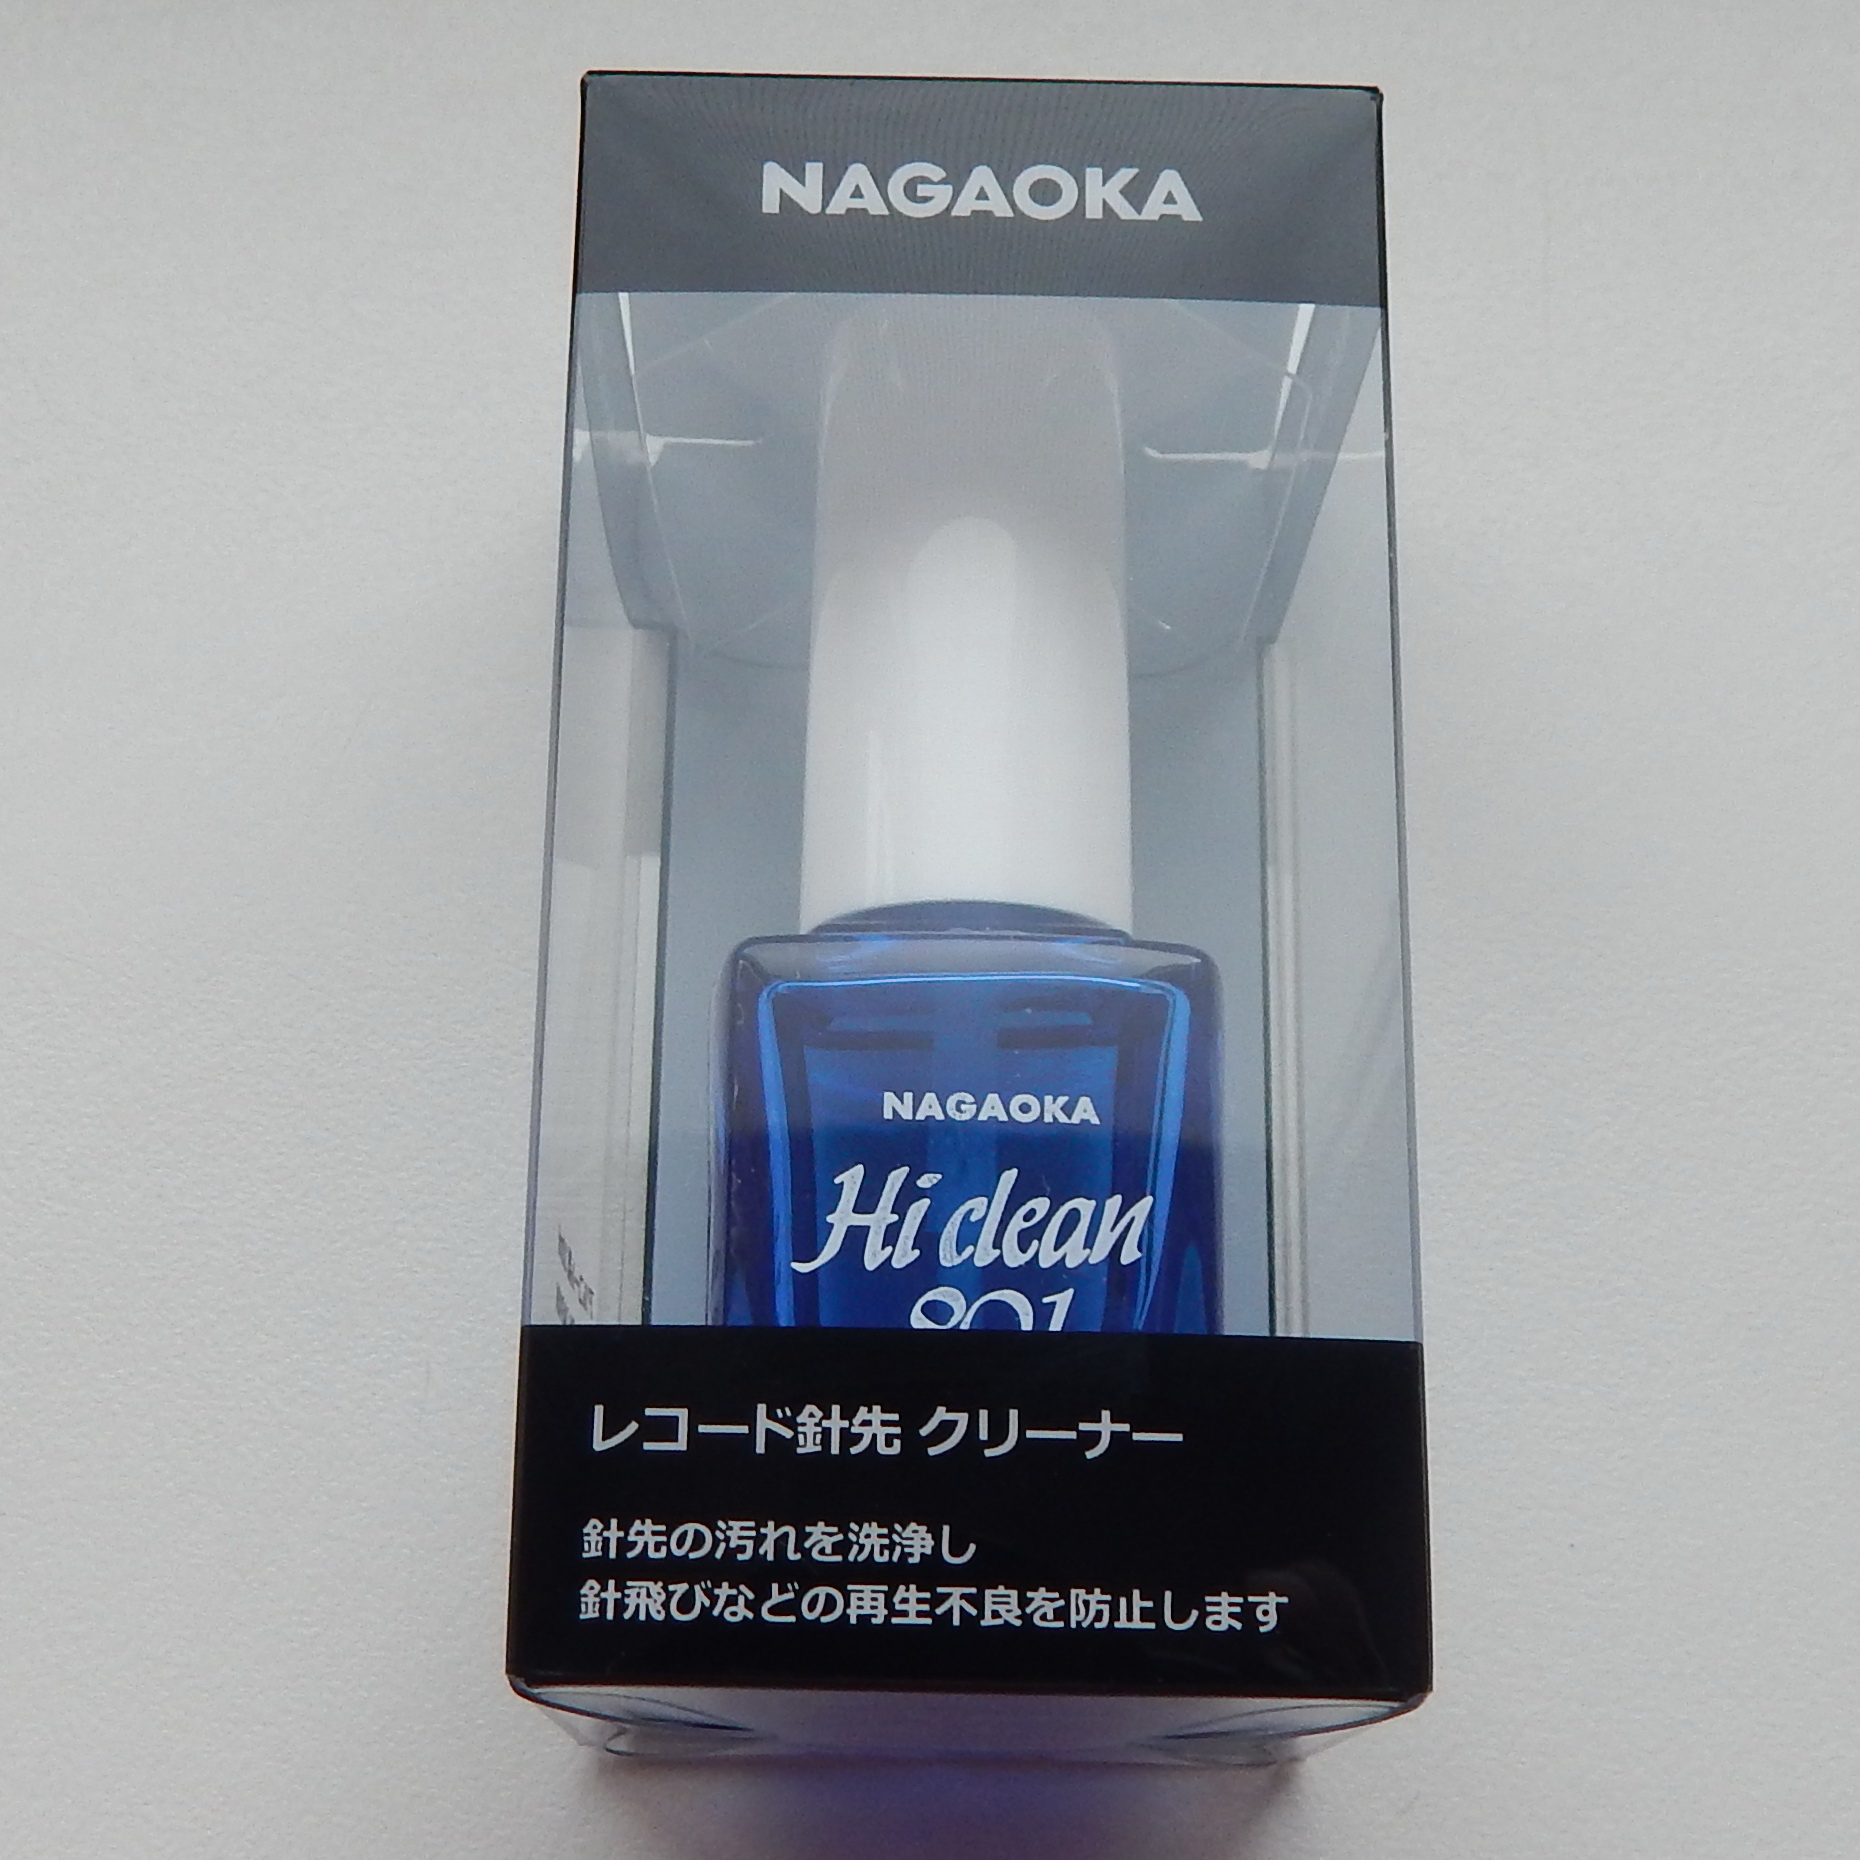 NAGAOKA
NAGAOKA
Hi clean
801
レコード針先 クリーナー
針先の汚れを洗浄し
針飛びなどの再生不良を防止します